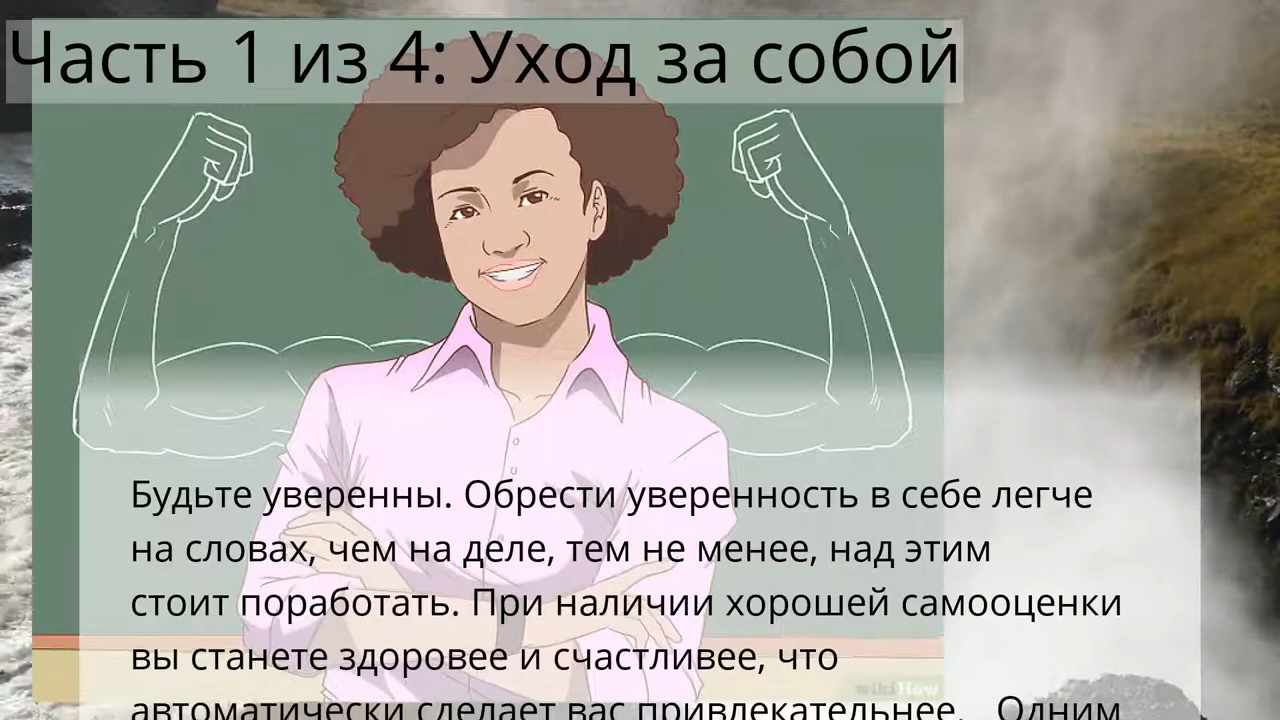 Часть 1 из 4: Уход за собой
Будьте уверенны. Обрести уверенность в себе легче
на словах, чем на деле, тем не менее, над этим
стоит поработать. При наличии хорошей самооценки
вы станете здоровее и счастливее, что
wikiHow
автоматически сделает вас привлекательнее. Одним